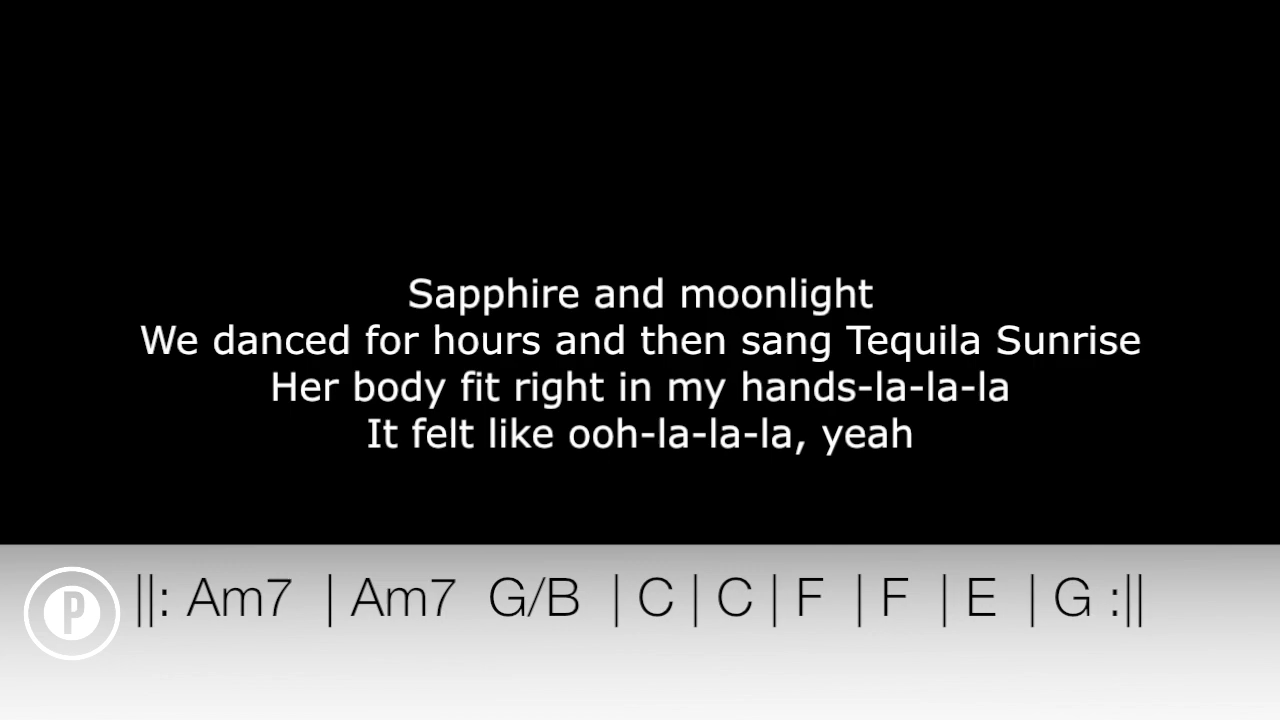 Sapphire and moonlight
We danced for hours and then sang Tequila Sunrise
Her body fit right in my hands-la-la-la
It felt like ooh-la-la-la, yeah
P ||: Am7 | Am7 G/B | C | C | F | F | E | G :||